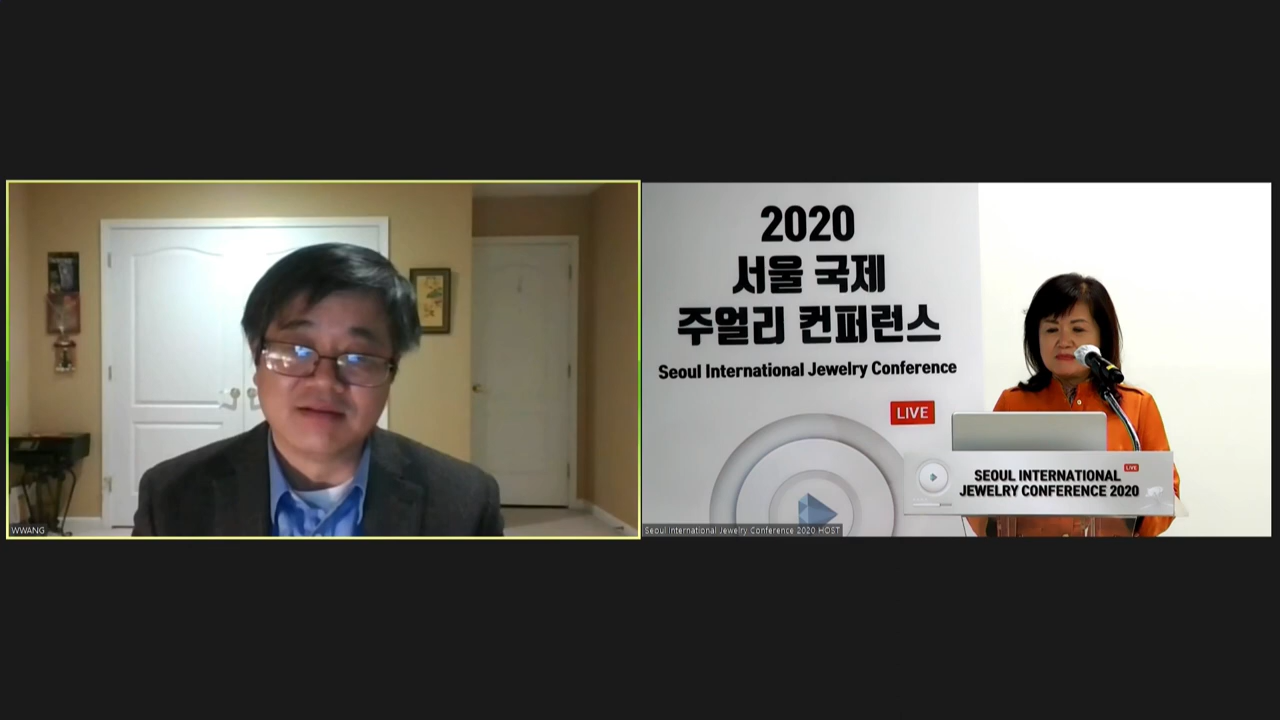 WWANG
2020
서울 국제
주얼리 컨퍼런스
Seoul International Jewelry Conference
LIVE
SEOUL INTERNATIONAL LIVE
JEWELRY CONFERENCE 2020
Seoul International Jewelry Conference 2020 HOST